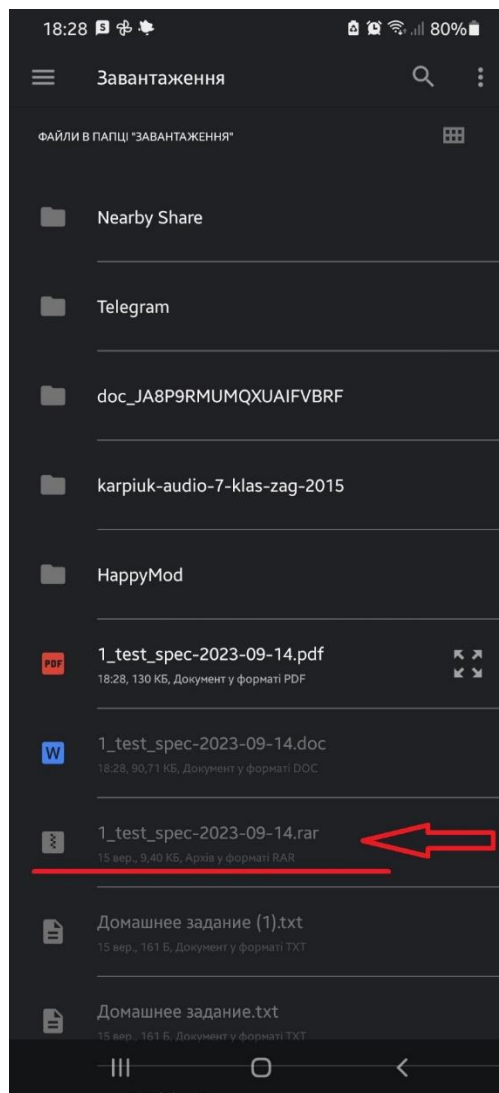 18:28
80%
Завантаження
ФАЙЛИ В ПАПЦІ "ЗАВАНТАЖЕННЯ"
Nearby Share
Telegram
doc_JA8P9RMUMQXUAIFVBRF
karpiuk-audio-7-klas-zag-2015
HappyMod
PDF
1_test_spec-2023-09-14.pdf
18:28, 130 КБ, Документ у форматі PDF
W
1_test_spec-2023-09-14.doc
18:28, 90,71 КБ, Документ у форматі DOC
1_test_spec-2023-09-14.rar
15 вер., 9,40 КБ, Архів у форматі RAR
Домашнее задание (1).txt
15 вер., 161 Б, Документ у форматі TXT
Домашнее задание.txt
15 вер., 161 Б, Документ у форматі TXT